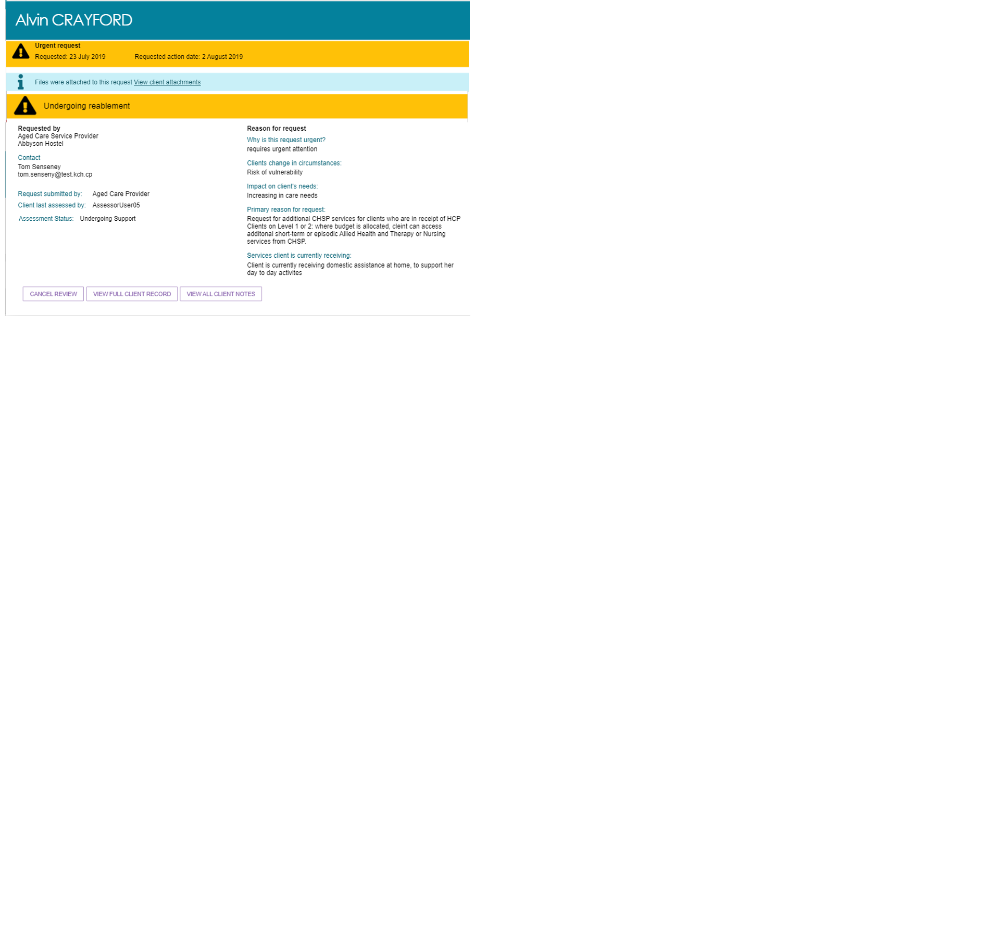 Alvin CRAYFORD
Urgent request
Requested: 23 July 2019 Requested action date: 2 August 2019
Files were attached to this request View client attachments
Undergoing reablement
Requested by
Aged Care Service Provider
Abbyson Hostel
Contact
Tom Senseney
tom.senseny@test.kch.cp
Request submitted by: Aged Care Provider
Client last assessed by: AssessorUser05
Assessment Status: Undergoing Support
Reason for request
Why is this request urgent?
requires urgent attention
Clients change in circumstances:
Risk of vulnerability
Impact on client's needs:
Increasing in care needs
Primary reason for request:
Request for additional CHSP services for clients who are in receipt of HCP
Clients on Level 1 or 2: where budget is allocated, cleint can access
additonal short-term or episodic Allied Health and Therapy or Nursing
services from CHSP.
Services client is currently receiving:
Client is currently receiving domestic assistance at home, to support her
day to day activites
CANCEL REVIEW VIEW FULL CLIENT RECORD VIEW ALL CLIENT NOTES